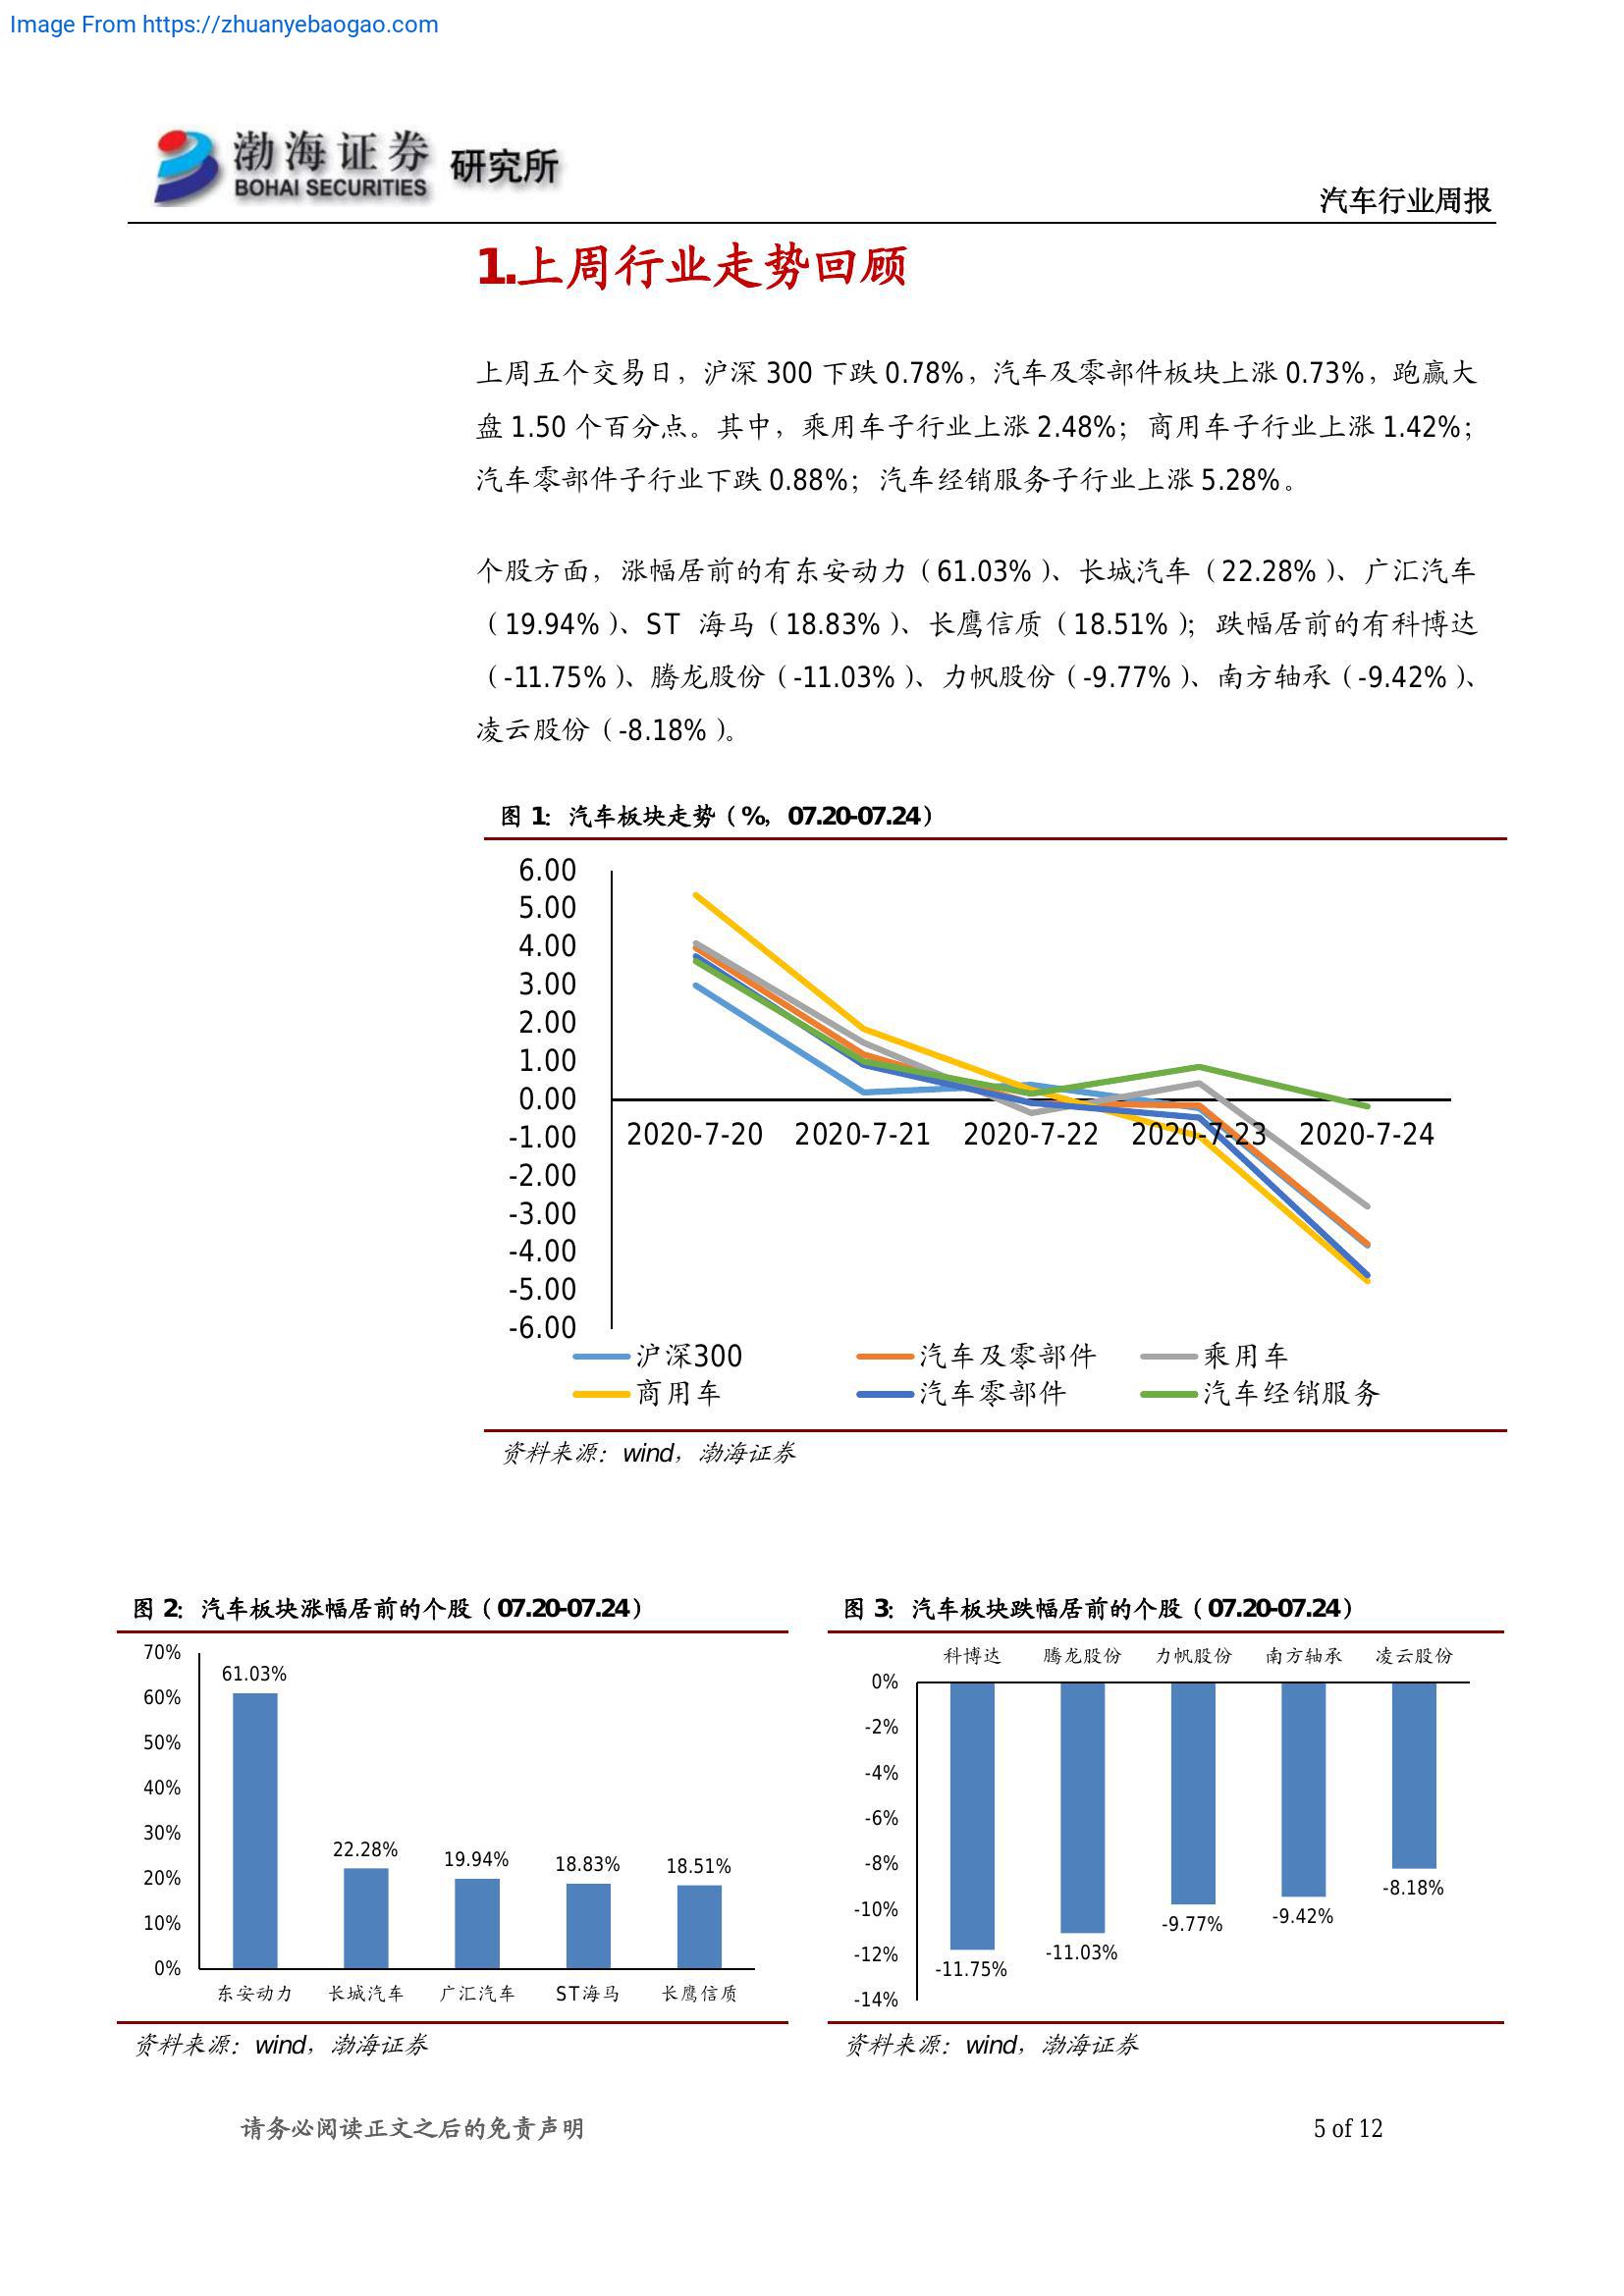 Image From https://zhuanyebaogao.com
渤海证券 研究所
BOHAI SECURITIES
汽车行业周报
1.上周行业走势回顾
上周五个交易日，沪深 300 下跌 0.78%，汽车及零部件板块上涨 0.73%，跑赢大
盘 1.50 个百分点。其中，乘用车子行业上涨 2.48%；商用车子行业上涨 1.42%；
汽车零部件子行业下跌 0.88%；汽车经销服务子行业上涨 5.28%。
个股方面，涨幅居前的有东安动力（61.03%）、长城汽车（22.28%）、广汇汽车
（19.94%）、ST 海马（18.83%）、长鹰信质（18.51%）；跌幅居前的有科博达
（-11.75%）、腾龙股份（-11.03%）、力帆股份（-9.77%）、南方轴承（-9.42%）、
凌云股份（-8.18%）。
图 1：汽车板块走势（%，07.20-07.24）
6.00
5.00
4.00
3.00
2.00
1.00
0.00
-1.00
-2.00
-3.00
-4.00
-5.00
-6.00
2020-7-20 2020-7-21 2020-7-22 2020-7-23 2020-7-24
沪深300 汽车及零部件 乘用车
商用车 汽车零部件 汽车经销服务
资料来源：wind，渤海证券
图 2：汽车板块涨幅居前的个股（07.20-07.24）
70%
60%
50%
40%
30%
20%
10%
0%
61.03%
22.28%
19.94%
18.83%
18.51%
东安动力 长城汽车 广汇汽车 ST海马 长鹰信质
资料来源：wind，渤海证券
图 3：汽车板块跌幅居前的个股（07.20-07.24）
科博达 腾龙股份 力帆股份 南方轴承 凌云股份
0%
-2%
-4%
-6%
-8%
-10%
-12%
-14%
-11.75%
-11.03%
-9.77%
-9.42%
-8.18%
资料来源：wind，渤海证券
请务必阅读正文之后的免责声明
5 of 12